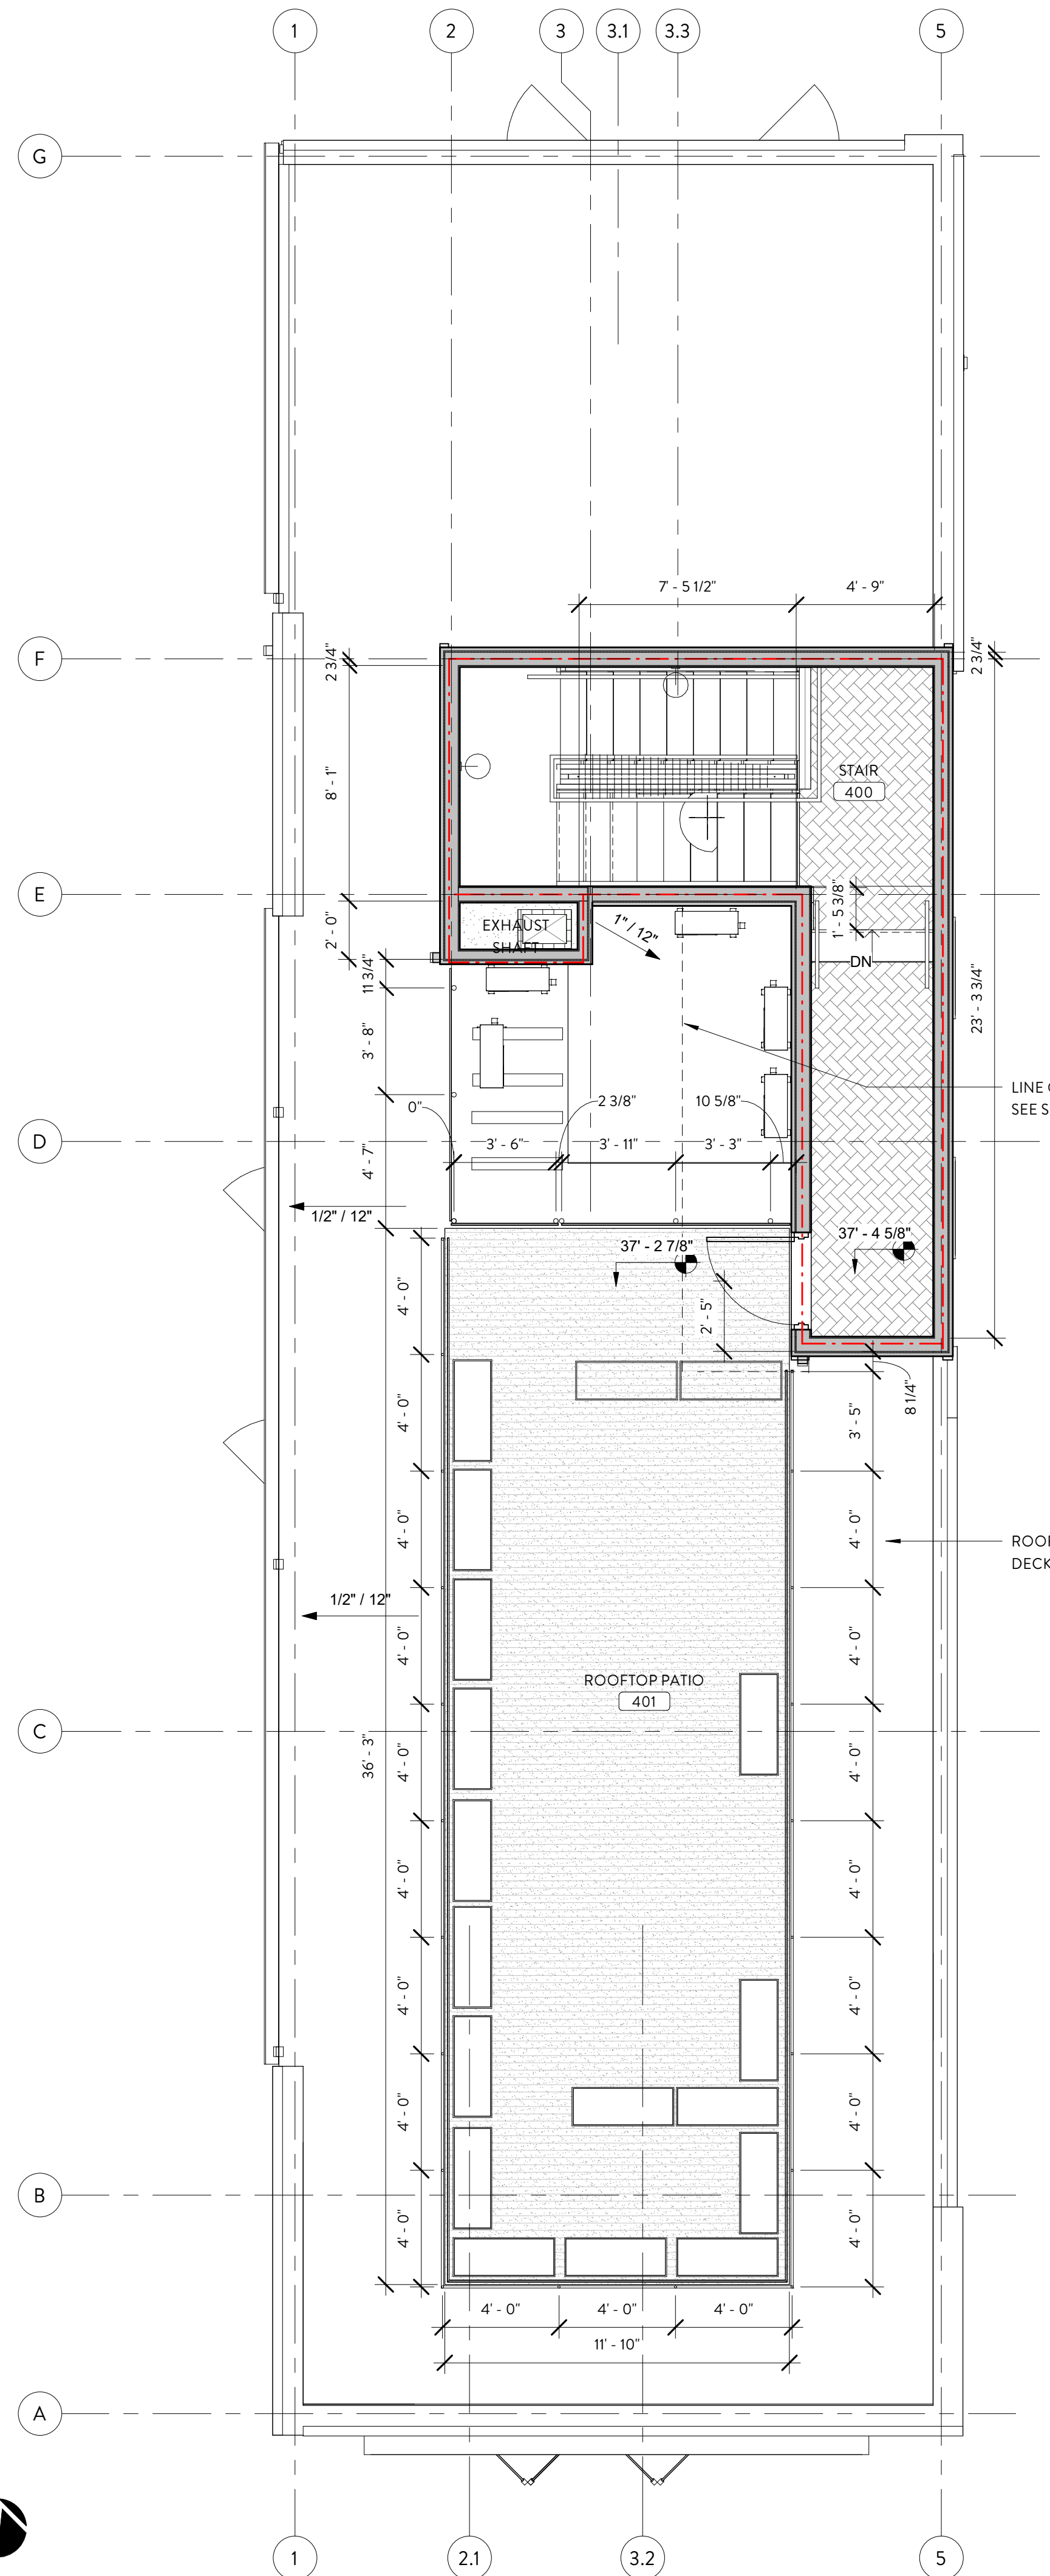 1
2
3
3.1
3.3
5
G
7' - 5 1/2"
4' - 9"
F
2 3/4"
2 3/4"
8' - 1"
STAIR
400
E
1' - 5 3/8"
2' - 0"
EXHAUST
SHAFT
1" / 12"
DN
11 3/4"
23' - 3 3/4"
3' - 8"
LINE
SEE S
0"
2 3/8"
10 5/8"
D
3' - 6"
3' - 11"
3' - 3"
4' - 7"
1/2" / 12"
37' - 2 7/8"
37' - 4 5/8"
4' - 0"
2' - 5"
8 1/4"
4' - 0"
3' - 5"
4' - 0"
4' - 0"
ROO
DECK
1/2" / 12"
4' - 0"
4' - 0"
ROOFTOP PATIO
401
C
36' - 3"
4' - 0"
4' - 0"
4' - 0"
4' - 0"
4' - 0"
4' - 0"
4' - 0"
4' - 0"
B
4' - 0"
4' - 0"
4' - 0"
4' - 0"
4' - 0"
11' - 10"
A
1
2.1
3.2
5